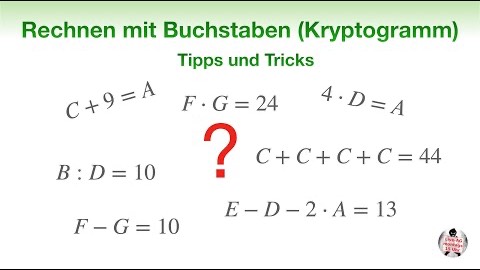 Rechnen mit Buchstaben (Kryptogramm)
Tipps und Tricks
C + 9 = A
F · G = 24
4 · D = A
?
C + C + C + C = 44
B : D = 10
E − D − 2 · A = 13
F − G = 10